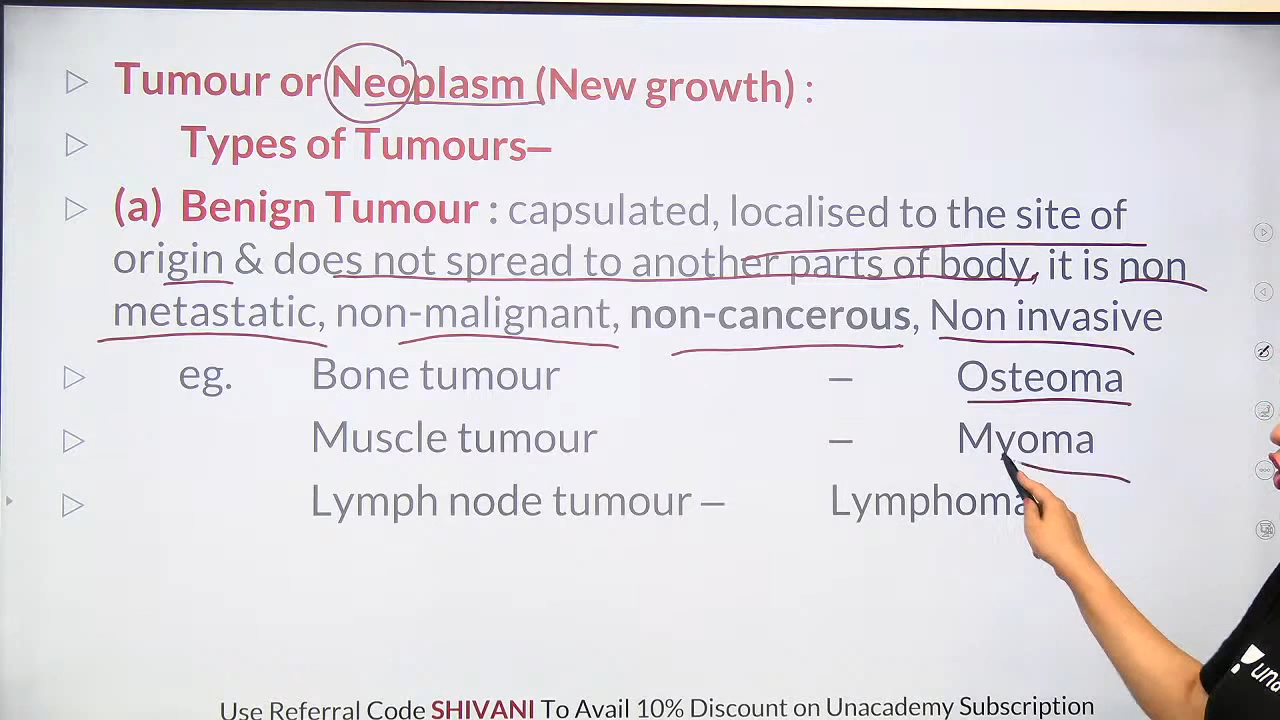 Tumour or Neoplasm (New growth) :
Types of Tumours–
(a) Benign Tumour : capsulated, localised to the site of
origin & does not spread to another parts of body, it is non
metastatic, non-malignant, non-cancerous, Non invasive
eg. Bone tumour – Osteoma
Muscle tumour – Myoma
Lymph node tumour – Lymphoma
Use Referral Code SHIVANI To Avail 10% Discount on Unacademy Subscription